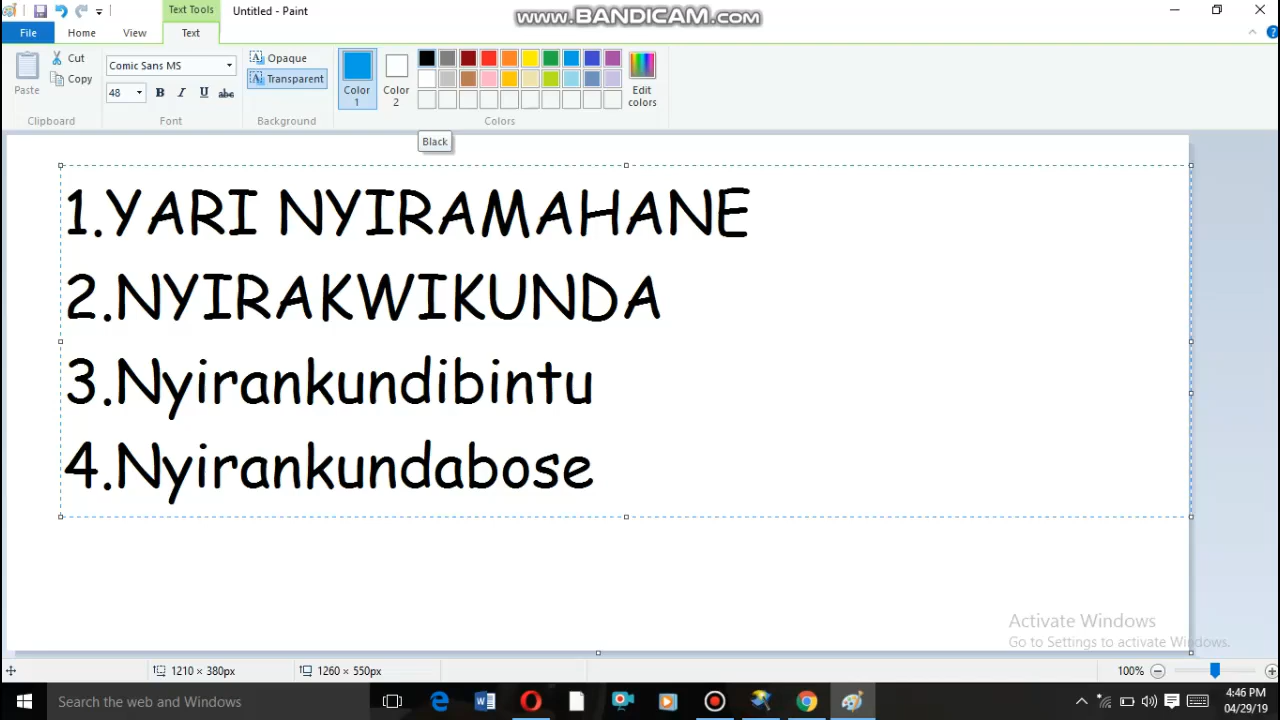 Text Tools
Untitled - Paint
www.BANDICAM.com
File
Home
View
Text
Paste
Cut
Copy
Clipboard
Comic Sans MS
48
B I U abc
Font
Opaque
Transparent
Background
Color 1
Color 2
Edit colors
Colors
Black
1.YARI NYIRAMAHANE
2.NYIRAKWIKUNDA
3.Nyirankundibintu
4.Nyirankundabose
Activate Windows
Go to Settings to activate Windows.
1210 × 380px
1260 × 550px
100%
Search the web and Windows
4:46 PM
04/29/19